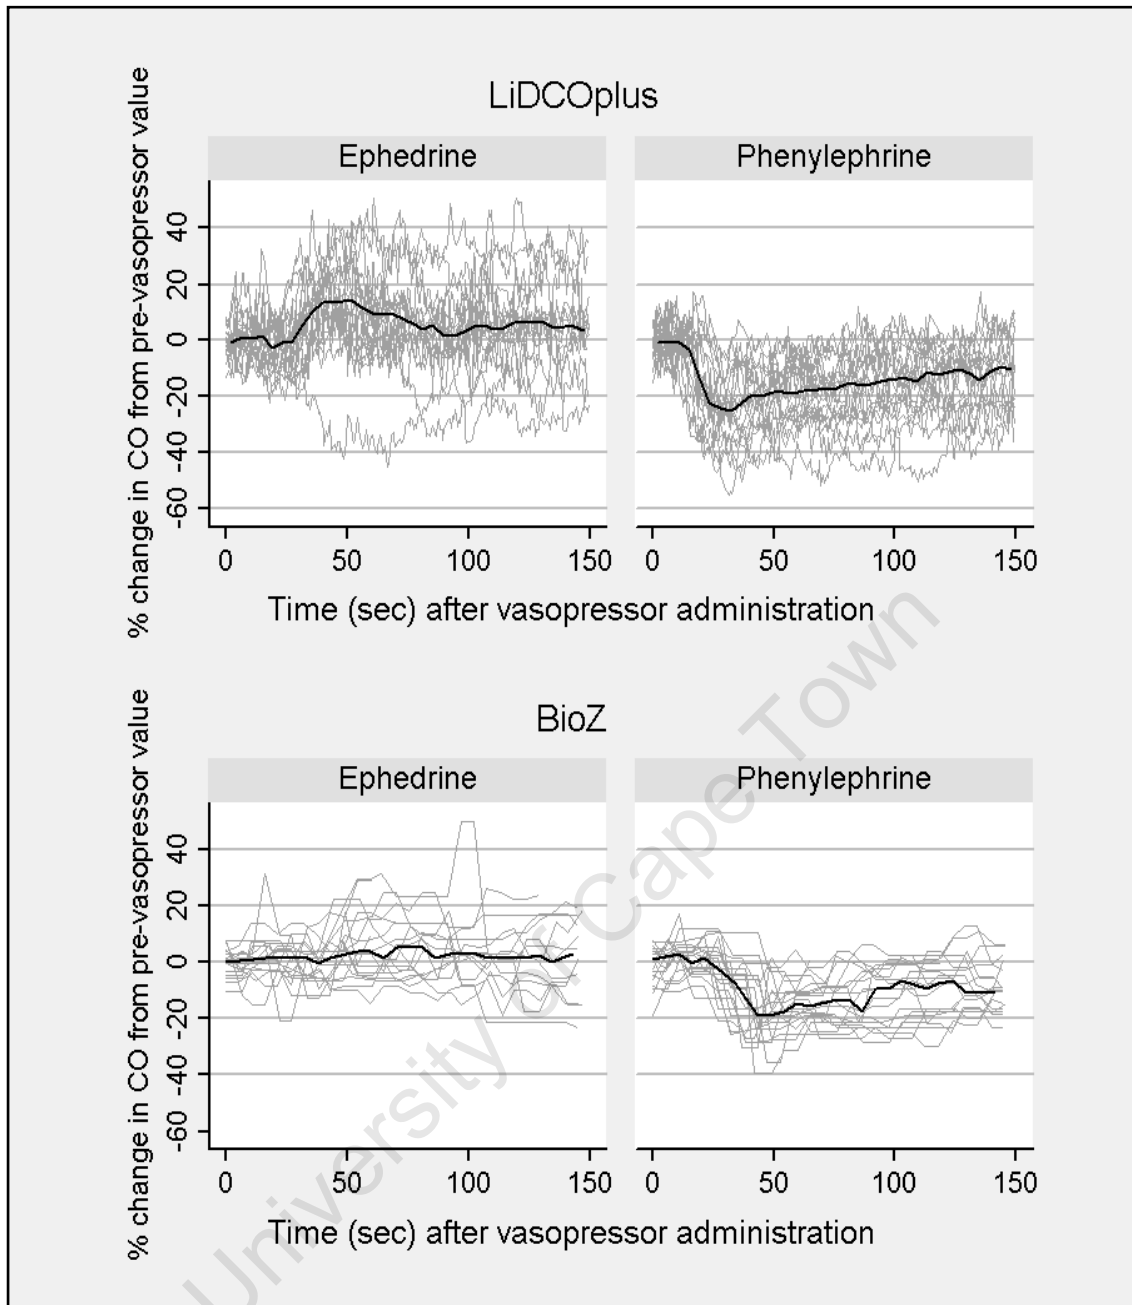 LiDCOplus
Ephedrine
Phenylephrine
% change in CO from pre-vasopressor value
40
20
0
-20
-40
-60
0
50
100
150
0
50
100
150
Time (sec) after vasopressor administration
BioZ
Ephedrine
Phenylephrine
% change in CO from pre-vasopressor value
40
20
0
-20
-40
-60
0
50
100
150
0
50
100
150
Time (sec) after vasopressor administration
University of Cape Town